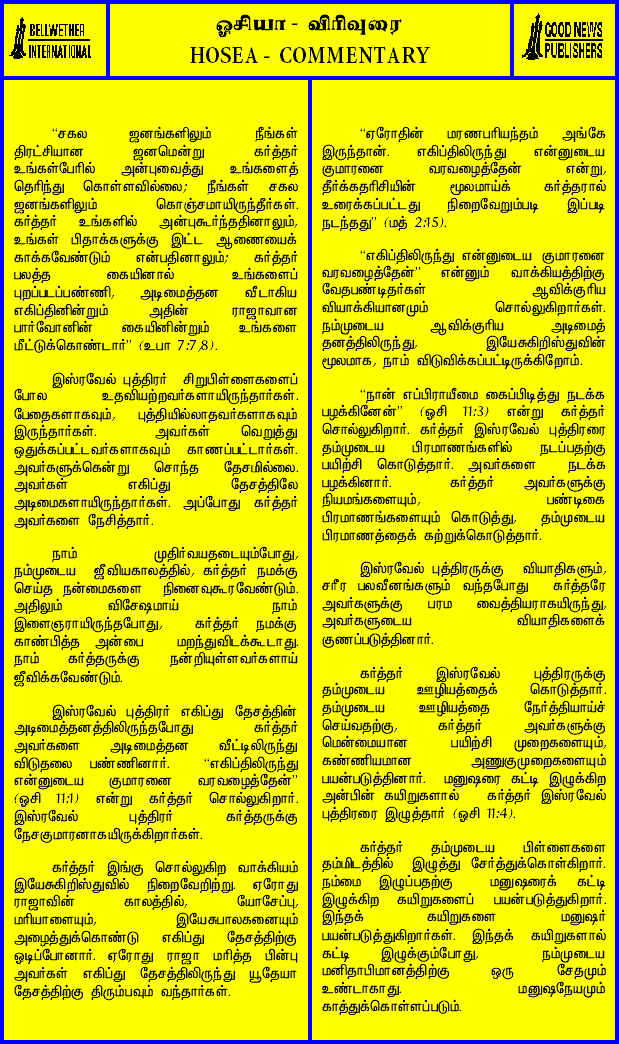 BELLWETHER
INTERNATIONAL
ஓசியா - விரிவுரை
HOSEA - COMMENTARY
GOOD NEWS
PUBLISHERS
“சகல ஜனங்களிலும் நீங்கள்
திரட்சியான ஜனமென்று கர்த்தர்
உங்கள்பேரில் அன்புவைத்து உங்களைத்
தெரிந்து கொள்ளவில்லை; நீங்கள் சகல
ஜனங்களிலும் கொஞ்சமாயிருந்தீர்கள்.
கர்த்தர் உங்களில் அன்புகூர்ந்ததினாலும்,
உங்கள் பிதாக்களுக்கு இட்ட ஆணையைக்
காக்கவேண்டும் என்பதினாலும்; கர்த்தர்
பலத்த கையினால் உங்களைப்
புறப்படப்பண்ணி, அடிமைத்தன வீடாகிய
எகிப்தினின்றும் அதின் ராஜாவான
பார்வோனின் கையினின்றும் உங்களை
மீட்டுக்கொண்டார்” (உபா 7:7,8).
இஸ்ரவேல் புத்திரர் சிறுபிள்ளைகளைப்
போல உதவியற்றவர்களாயிருந்தார்கள்.
பேதைகளாகவும், புத்தியில்லாதவர்களாகவும்
இருந்தார்கள். அவர்கள் வெறுத்து
ஒதுக்கப்பட்டவர்களாகவும் காணப்பட்டார்கள்.
அவர்களுக்கென்று சொந்த தேசமில்லை.
அவர்கள் எகிப்து தேசத்திலே
அடிமைகளாயிருந்தார்கள். அப்போது கர்த்தர்
அவர்களை நேசித்தார்.
நாம் முதிர்வயதடையும்போது,
நம்முடைய ஜீவியகாலத்தில், கர்த்தர் நமக்கு
செய்த நன்மைகளை நினைவுகூரவேண்டும்.
அதிலும் விசேஷமாய் நாம்
இளைஞராயிருந்தபோது, கர்த்தர் நமக்கு
காண்பித்த அன்பை மறந்துவிடக்கூடாது.
நாம் கர்த்தருக்கு நன்றியுள்ளவர்களாய்
ஜீவிக்கவேண்டும்.
இஸ்ரவேல் புத்திரர் எகிப்து தேசத்தின்
அடிமைத்தனத்திலிருந்தபோது கர்த்தர்
அவர்களை அடிமைத்தன வீட்டிலிருந்து
விடுதலை பண்ணினார். “எகிப்திலிருந்து
என்னுடைய குமாரனை வரவழைத்தேன்”
(ஓசி 11:1) என்று கர்த்தர் சொல்லுகிறார்.
இஸ்ரவேல் புத்திரர் கர்த்தருக்கு
நேசகுமாரனாகயிருக்கிறார்கள்.
கர்த்தர் இங்கு சொல்லுகிற வாக்கியம்
இயேசுகிறிஸ்துவில் நிறைவேறிற்று. ஏரோது
ராஜாவின் காலத்தில், யோசேப்பு,
மரியாளையும், இயேசுபாலகனையும்
அழைத்துக்கொண்டு எகிப்து தேசத்திற்கு
ஓடிப்போனார். ஏரோது ராஜா மரித்த பின்பு
அவர்கள் எகிப்து தேசத்திலிருந்து யூதேயா
தேசத்திற்கு திரும்பவும் வந்தார்கள்.
“ஏரோதின் மரணபரியந்தம் அங்கே
இருந்தான். எகிப்திலிருந்து என்னுடைய
குமாரனை வரவழைத்தேன் என்று,
தீர்க்கதரிசியின் மூலமாய்க் கர்த்தரால்
உரைக்கப்பட்டது நிறைவேறும்படி இப்படி
நடந்தது” (மத் 2:15).
“எகிப்திலிருந்து என்னுடைய குமாரனை
வரவழைத்தேன்” என்னும் வாக்கியத்திற்கு
வேதபண்டிதர்கள் ஆவிக்குரிய
வியாக்கியானமும் சொல்லுகிறார்கள்.
நம்முடைய ஆவிக்குரிய அடிமைத்
தனத்திலிருந்து, இயேசுகிறிஸ்துவின்
மூலமாக, நாம் விடுவிக்கப்பட்டிருக்கிறோம்.
“நான் எப்பிராயீமை கைப்பிடித்து நடக்க
பழக்கினேன்” (ஓசி 11:3) என்று கர்த்தர்
சொல்லுகிறார். கர்த்தர் இஸ்ரவேல் புத்திரரை
தம்முடைய பிரமாணங்களில் நடப்பதற்கு
பயிற்சி கொடுத்தார். அவர்களை நடக்க
பழக்கினார். கர்த்தர் அவர்களுக்கு
நியமங்களையும், பண்டிகை
பிரமாணங்களையும் கொடுத்து, தம்முடைய
பிரமாணத்தைக் கற்றுக்கொடுத்தார்.
இஸ்ரவேல் புத்திரருக்கு வியாதிகளும்,
சரீர பலவீனங்களும் வந்தபோது கர்த்தரே
அவர்களுக்கு பரம வைத்தியராகயிருந்து,
அவர்களுடைய வியாதிகளைக்
குணப்படுத்தினார்.
கர்த்தர் இஸ்ரவேல் புத்திரருக்கு
தம்முடைய ஊழியத்தைக் கொடுத்தார்.
தம்முடைய ஊழியத்தை நேர்த்தியாய்ச்
செய்வதற்கு, கர்த்தர் அவர்களுக்கு
மென்மையான பயிற்சி முறைகளையும்,
கண்ணியமான அணுகுமுறைகளையும்
பயன்படுத்தினார். மனுஷரை கட்டி இழுக்கிற
அன்பின் கயிறுகளால் கர்த்தர் இஸ்ரவேல்
புத்திரரை இழுத்தார் (ஓசி 11:4).
கர்த்தர் தம்முடைய பிள்ளைகளை
தம்மிடத்தில் இழுத்து சேர்த்துக்கொள்கிறார்.
நம்மை இழுப்பதற்கு மனுஷரைக் கட்டி
இழுக்கிற கயிறுகளைப் பயன்படுத்துகிறார்.
இந்தக் கயிறுகளை மனுஷர்
பயன்படுத்துகிறார்கள். இந்தக் கயிறுகளால்
கட்டி இழுக்கும்போது, நம்முடைய
மனிதாபிமானத்திற்கு ஒரு சேதமும்
உண்டாகாது. மனுஷநேயமும்
காத்துக்கொள்ளப்படும்.